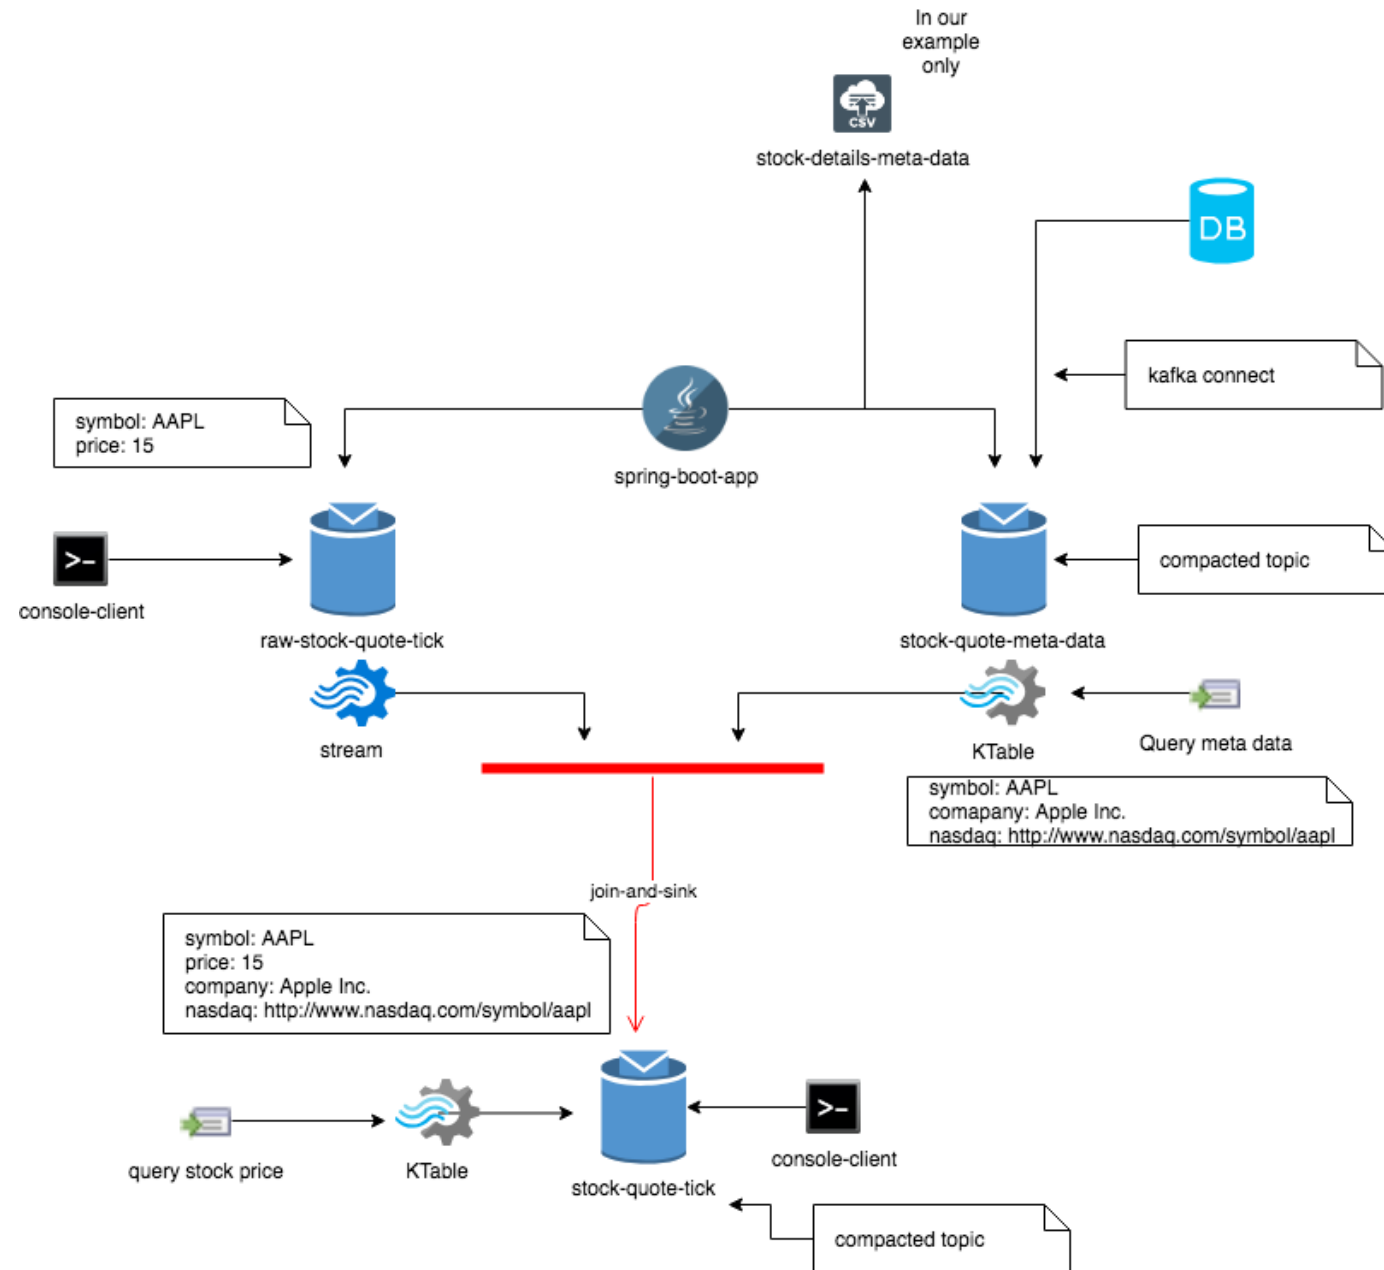 In our
example
only
CSV
stock-details-meta-data
DB
kafka connect
symbol: AAPL
price: 15
spring-boot-app
>-
console-client
compacted topic
raw-stock-quote-tick
stock-quote-meta-data
stream
KTable
Query meta data
symbol: AAPL
comapany: Apple Inc.
nasdaq: http://www.nasdaq.com/symbol/aapl
join-and-sink
symbol: AAPL
price: 15
company: Apple Inc.
nasdaq: http://www.nasdaq.com/symbol/aapl
>-
query stock price
KTable
stock-quote-tick
console-client
compacted topic